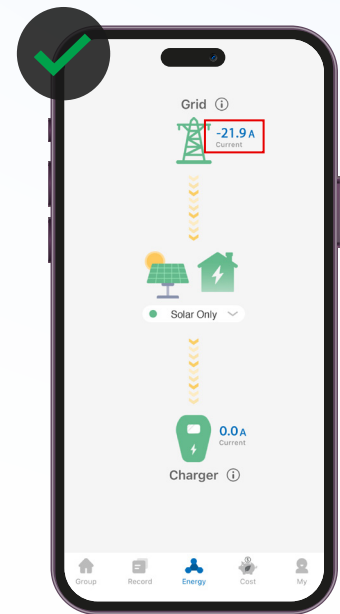 Grid
-21.9 A
Current
Solar Only
0.0 A
Current
Charger
Group Record Energy Cost My